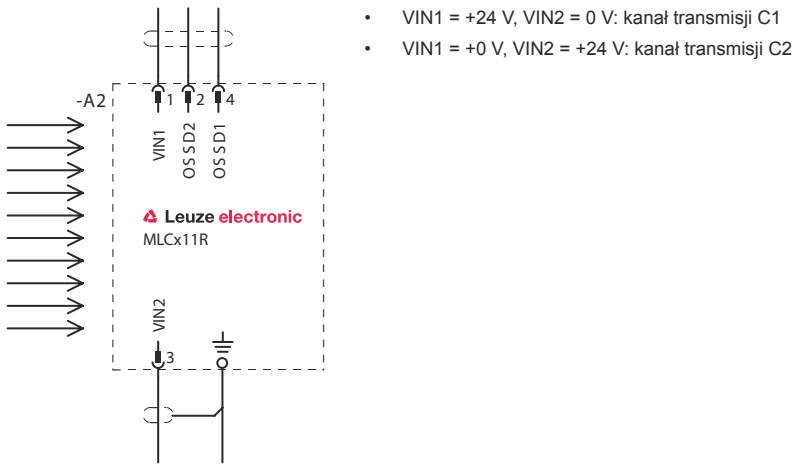 • VIN1 = +24 V, VIN2 = 0 V: kanał transmisji C1
• VIN1 = +0 V, VIN2 = +24 V: kanał transmisji C2
-A2
1 2 4
VIN1
OSSD2
OSSD1
Leuze electronic
MLCx11R
VIN2
3